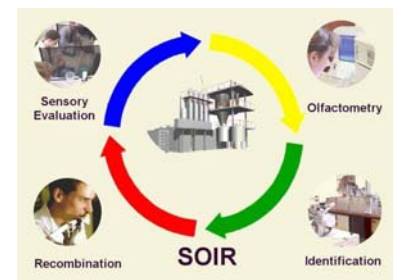 Sensory
Evaluation
Olfactometry
Recombination
SOIR
Identification